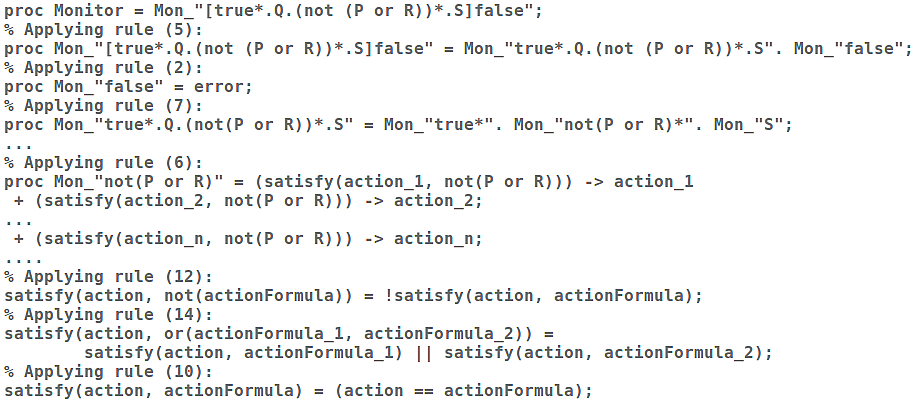 proc Monitor = Mon_"[true*.Q.(not (P or R))*.S]false";
% Applying rule (5):
proc Mon_"[true*.Q.(not (P or R))*.S]false" = Mon_"true*.Q.(not (P or R))*.S". Mon_"false";
% Applying rule (2):
proc Mon_"false" = error;
% Applying rule (7):
proc Mon_"true*.Q.(not(P or R))*.S" = Mon_"true*". Mon_"not(P or R)*". Mon_"S";
...
% Applying rule (6):
proc Mon_"not(P or R)" = (satisfy(action_1, not(P or R))) -> action_1
+ (satisfy(action_2, not(P or R))) -> action_2;
...
+ (satisfy(action_n, not(P or R))) -> action_n;
....
% Applying rule (12):
satisfy(action, not(actionFormula)) = !satisfy(action, actionFormula);
% Applying rule (14):
satisfy(action, or(actionFormula_1, actionFormula_2)) =
satisfy(action, actionFormula_1) || satisfy(action, actionFormula_2);
% Applying rule (10):
satisfy(action, actionFormula) = (action == actionFormula);